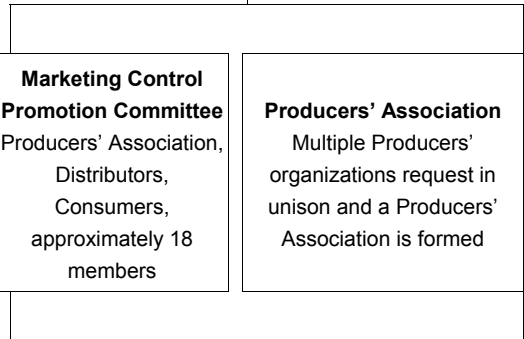 Marketing Control
Promotion Committee
Producers’ Association,
Distributors,
Consumers,
approximately 18
members
Producers’ Association
Multiple Producers’
organizations request in
unison and a Producers’
Association is formed